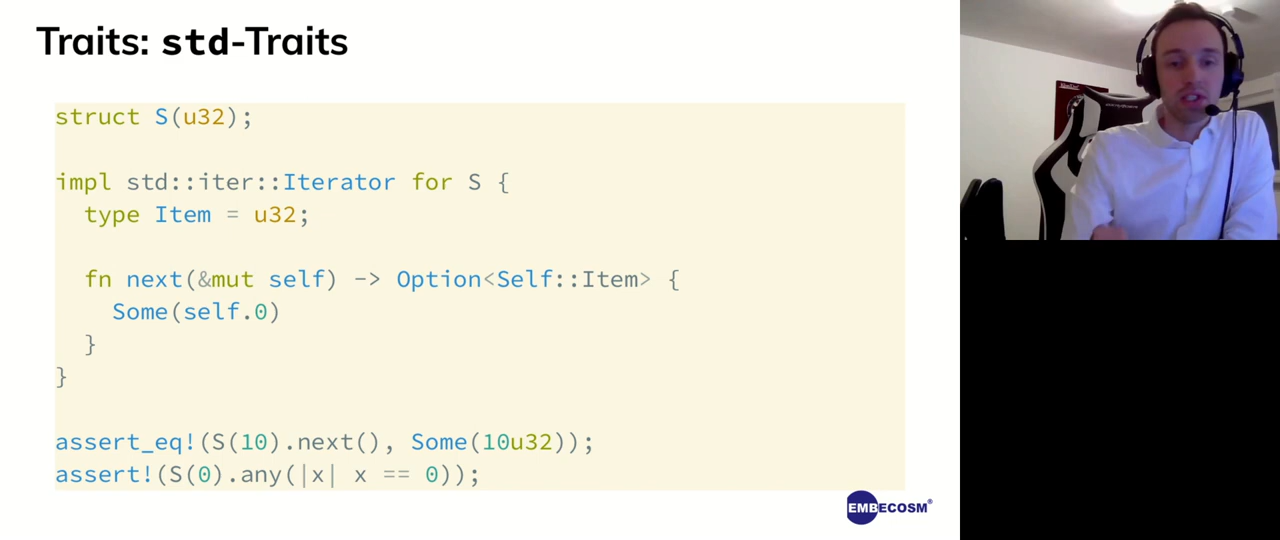 Traits: std-Traits
struct S(u32);
impl std::iter::Iterator for S {
type Item = u32;
fn next(&mut self) -> Option<Self::Item> {
Some(self.0)
}
}
assert_eq!(S(10).next(), Some(10u32));
assert!(S(0).any(|x| x == 0));
EMBECOSM®